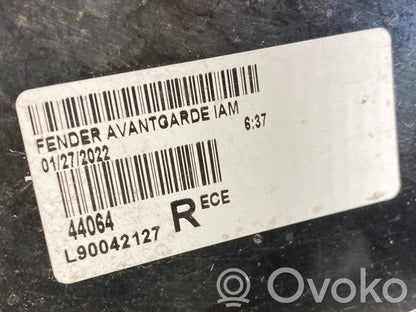 FENDER AVANTGARDE IAM
01/27/2022 6:37
44064
R ECE
L90042127
Ovoko